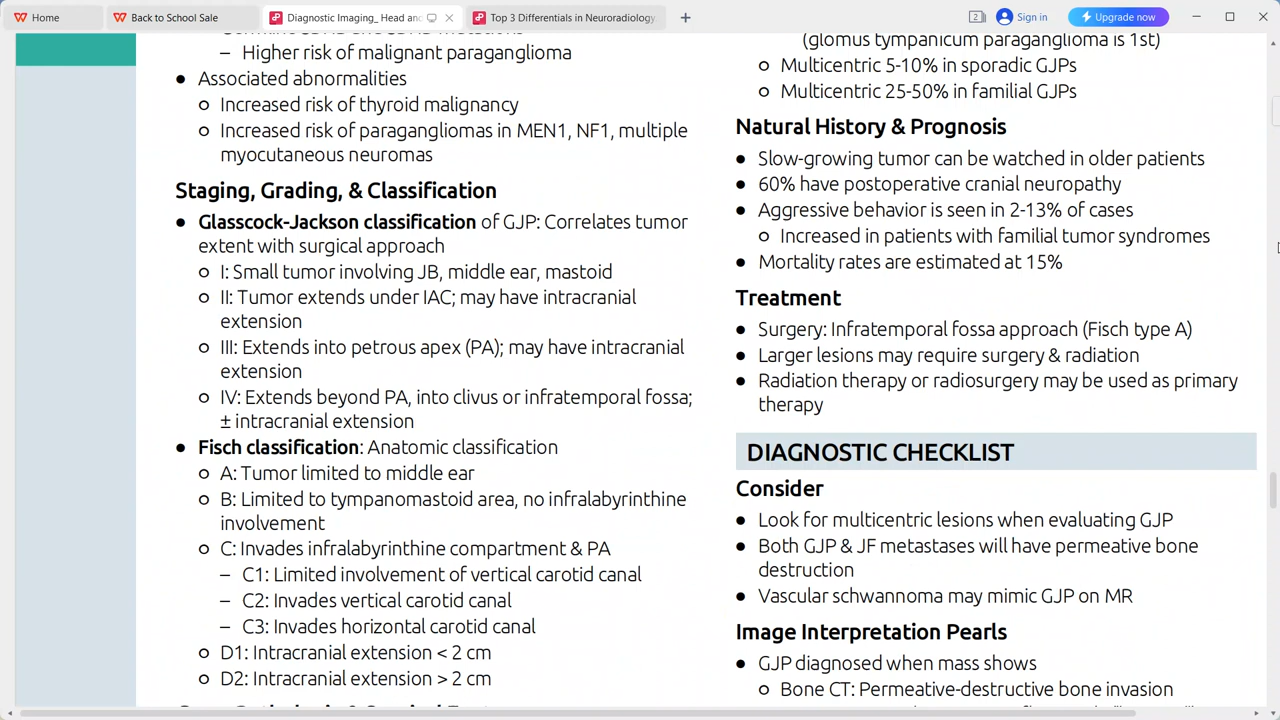 Home
Back to School Sale
Diagnostic Imaging_ Head an
Top 3 Differentials in Neuroradiology
2
Sign in
Upgrade now
– Higher risk of malignant paraganglioma
● Associated abnormalities
○ Increased risk of thyroid malignancy
○ Increased risk of paragangliomas in MEN1, NF1, multiple
myocutaneous neuromas
Staging, Grading, & Classification
● Glasscock-Jackson classification of GJP: Correlates tumor
extent with surgical approach
○ I: Small tumor involving JB, middle ear, mastoid
○ II: Tumor extends under IAC; may have intracranial
extension
○ III: Extends into petrous apex (PA); may have intracranial
extension
○ IV: Extends beyond PA, into clivus or infratemporal fossa;
± intracranial extension
● Fisch classification: Anatomic classification
○ A: Tumor limited to middle ear
○ B: Limited to tympanomastoid area, no infralabyrinthine
involvement
○ C: Invades infralabyrinthine compartment & PA
– C1: Limited involvement of vertical carotid canal
– C2: Invades vertical carotid canal
– C3: Invades horizontal carotid canal
○ D1: Intracranial extension < 2 cm
○ D2: Intracranial extension > 2 cm
(glomus tympanicum paraganglioma is 1st)
○ Multicentric 5-10% in sporadic GJPs
○ Multicentric 25-50% in familial GJPs
Natural History & Prognosis
● Slow-growing tumor can be watched in older patients
● 60% have postoperative cranial neuropathy
● Aggressive behavior is seen in 2-13% of cases
○ Increased in patients with familial tumor syndromes
● Mortality rates are estimated at 15%
Treatment
● Surgery: Infratemporal fossa approach (Fisch type A)
● Larger lesions may require surgery & radiation
● Radiation therapy or radiosurgery may be used as primary
therapy
DIAGNOSTIC CHECKLIST
Consider
● Look for multicentric lesions when evaluating GJP
● Both GJP & JF metastases will have permeative bone
destruction
● Vascular schwannoma may mimic GJP on MR
Image Interpretation Pearls
● GJP diagnosed when mass shows
○ Bone CT: Permeative-destructive bone invasion